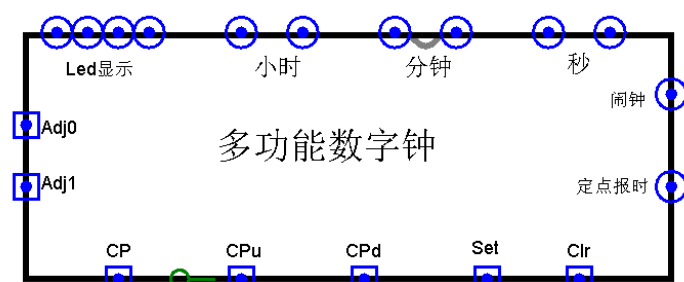 Led显示 小时 分钟 秒
闹钟
Adj0
多功能数字钟
Adj1
定点报时
CP CPu CPd Set Clr